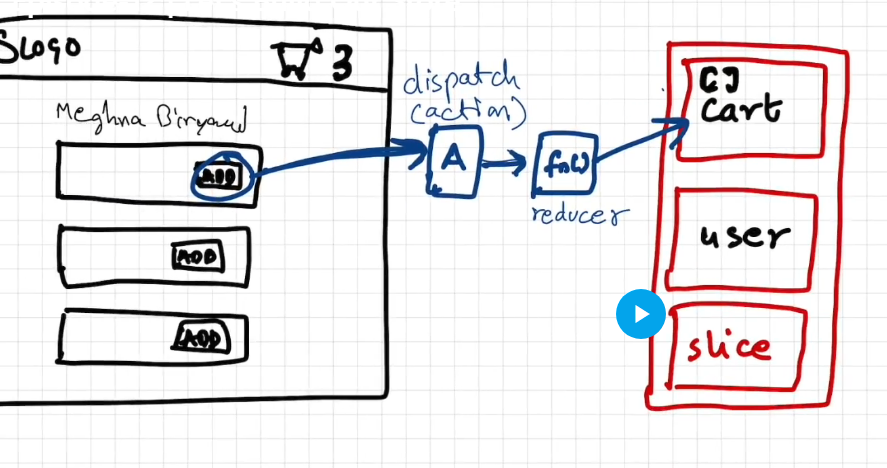 SLOGO
3
Meghna Biryani
ADD
ADD
ADD
dispatch
(action)
A
fn()
reducer
[]
Cart
user
slice